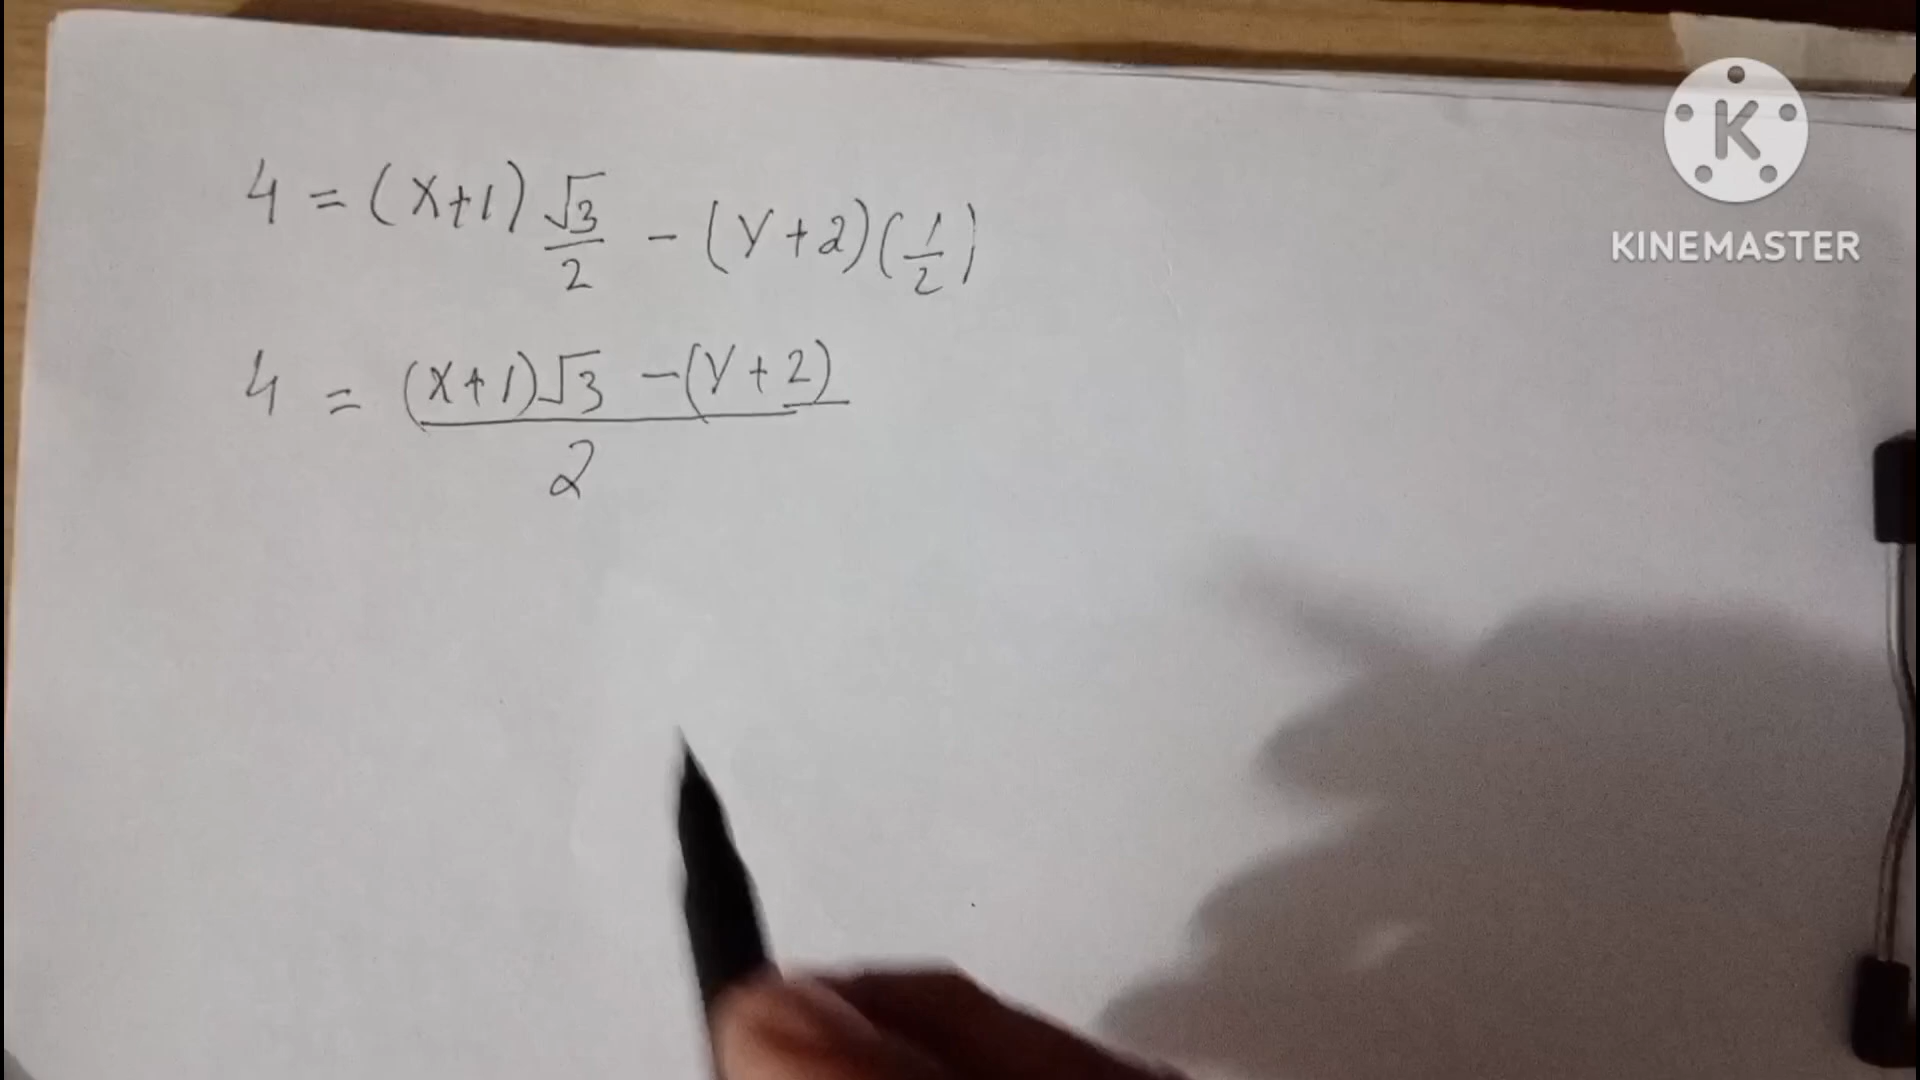 4 = (x+1) √3/2 - (y+2)(1/2)
4 = (x+1)√3 -(y+2)/2
KINEMASTER